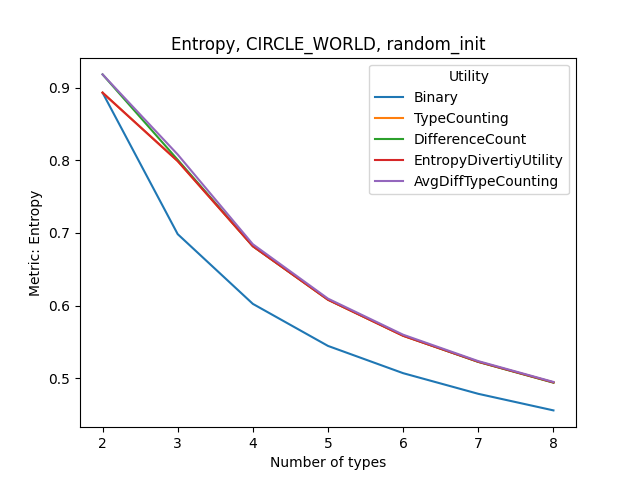 Entropy, CIRCLE_WORLD, random_init
Utility
Binary
TypeCounting
DifferenceCount
EntropyDivertiyUtility
AvgDiffTypeCounting
Metric: Entropy
0.9
0.8
0.7
0.6
0.5
2 3 4 5 6 7 8
Number of types